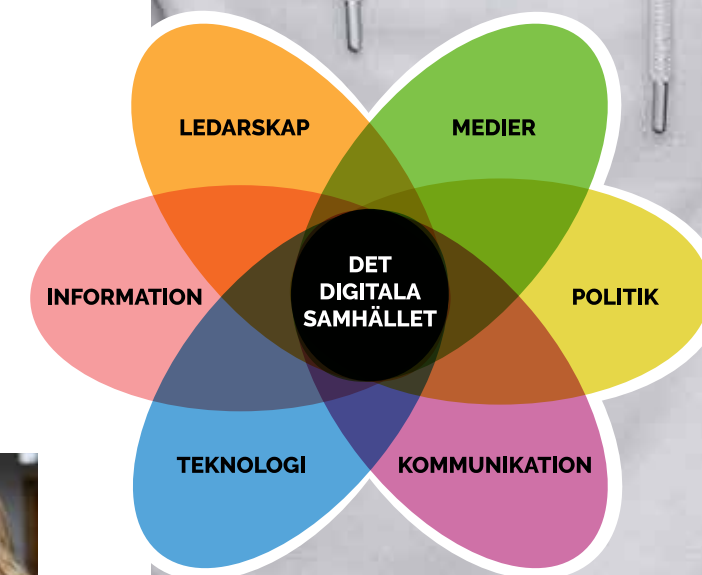 LEDARSKAP
MEDIER
INFORMATION
DET
DIGITALA
SAMHÄLLET
POLITIK
TEKNOLOGI
KOMMUNIKATION